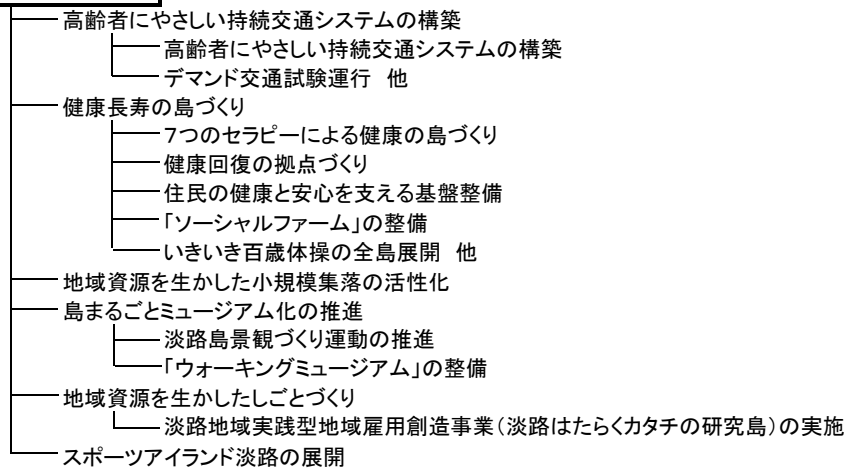 高齢者にやさしい持続交通システムの構築
高齢者にやさしい持続交通システムの構築
デマンド交通試験運行 他
健康長寿の島づくり
7つのセラピーによる健康の島づくり
健康回復の拠点づくり
住民の健康と安心を支える基盤整備
「ソーシャルファーム」の整備
いきいき百歳体操の全島展開 他
地域資源を生かした小規模集落の活性化
島まるごとミュージアム化の推進
淡路島景観づくり運動の推進
「ウォーキングミュージアム」の整備
地域資源を生かしたしごとづくり
淡路地域実践型地域雇用創造事業(淡路はたらくカタチの研究島)の実施
スポーツアイランド淡路の展開